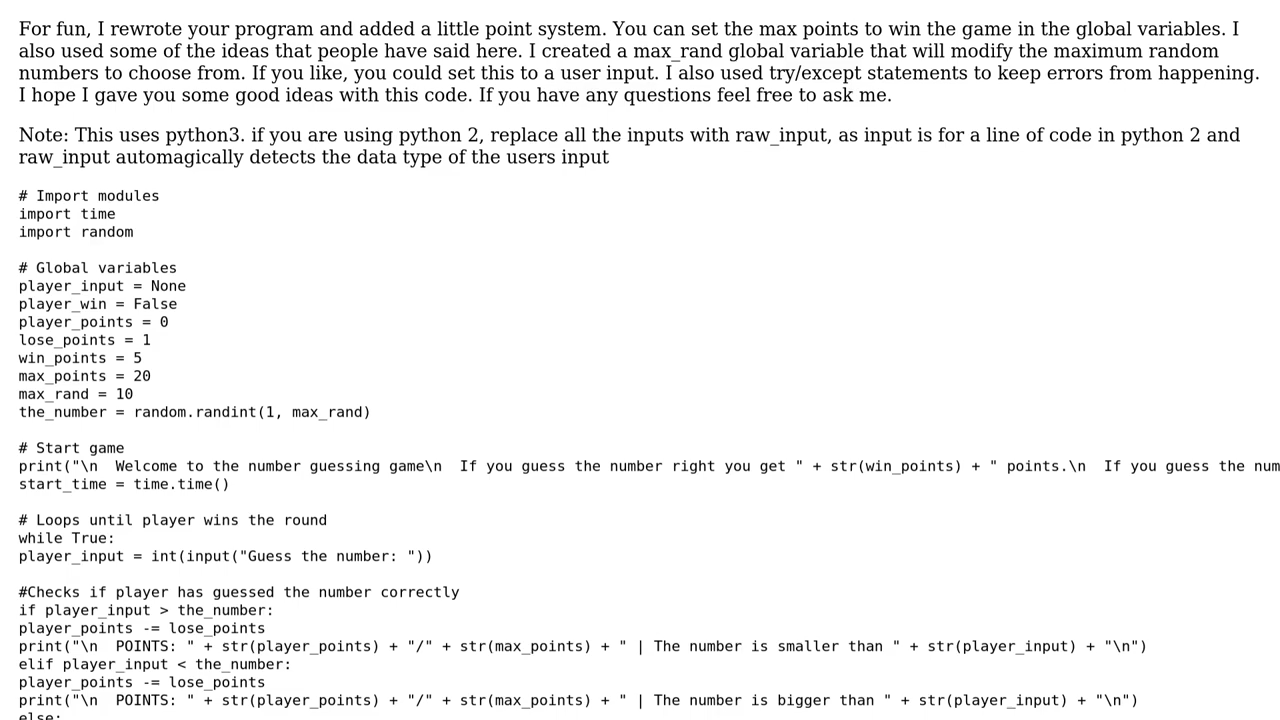 For fun, I rewrote your program and added a little point system. You can set the max points to win the game in the global variables. I
also used some of the ideas that people have said here. I created a max_rand global variable that will modify the maximum random
numbers to choose from. If you like, you could set this to a user input. I also used try/except statements to keep errors from happening.
I hope I gave you some good ideas with this code. If you have any questions feel free to ask me.
Note: This uses python3. if you are using python 2, replace all the inputs with raw_input, as input is for a line of code in python 2 and
raw_input automagically detects the data type of the users input
# Import modules
import time
import random
# Global variables
player_input = None
player_win = False
player_points = 0
lose_points = 1
win_points = 5
max_points = 20
max_rand = 10
the_number = random.randint(1, max_rand)
# Start game
print("\n  Welcome to the number guessing game\n  If you guess the number right you get " + str(win_points) + " points.\n  If you guess the num
start_time = time.time()
# Loops until player wins the round
while True:
player_input = int(input("Guess the number: "))
#Checks if player has guessed the number correctly
if player_input > the_number:
player_points -= lose_points
print("\n  POINTS: " + str(player_points) + "/" + str(max_points) + " | The number is smaller than " + str(player_input) + "\n")
elif player_input < the_number:
player_points -= lose_points
print("\n  POINTS: " + str(player_points) + "/" + str(max_points) + " | The number is bigger than " + str(player_input) + "\n")
else: